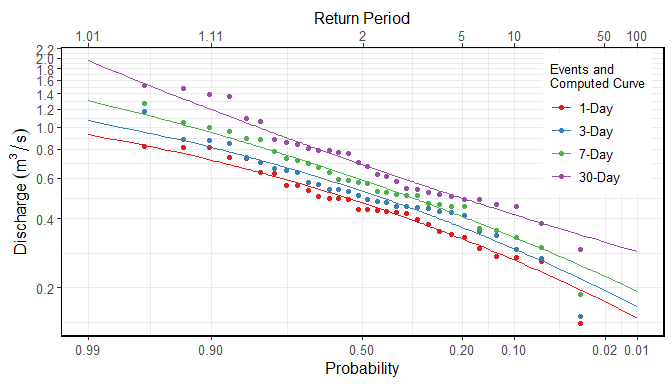 Return Period
1.01 1.11 2 5 10 50 100
2.2
2.0
1.8
1.6
1.4
1.2
1.0
0.8
0.6
0.4
0.2
Discharge (m³/s)
Events and
Computed Curve
1-Day
3-Day
7-Day
30-Day
0.99 0.90 0.50 0.20 0.10 0.02 0.01
Probability